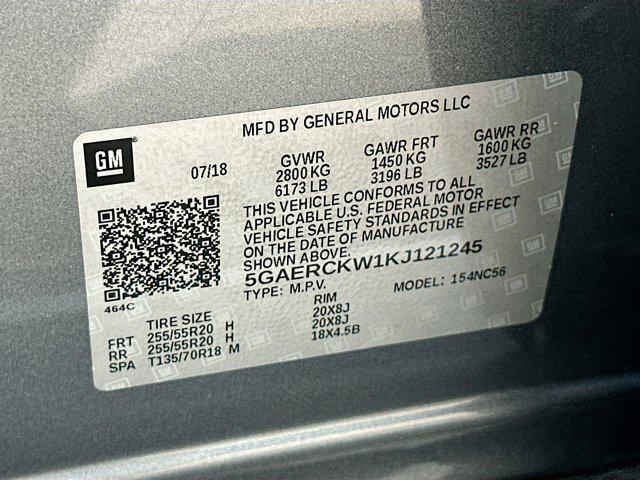 MFD BY GENERAL MOTORS LLC
GM
07/18
GVWR GAWR FRT GAWR RR
2800 KG 1450 KG 1600 KG
6173 LB 3196 LB 3527 LB
THIS VEHICLE CONFORMS TO ALL
APPLICABLE U.S. FEDERAL MOTOR
VEHICLE SAFETY STANDARDS IN EFFECT
ON THE DATE OF MANUFACTURE
SHOWN ABOVE.
5GAERCKW1KJ121245
TYPE: M.P.V. MODEL: 154NC56
464C
TIRE SIZE RIM
FRT 255/55R20 H 20X8J
RR 255/55R20 H 20X8J
SPA T135/70R18 M 18X4.5B